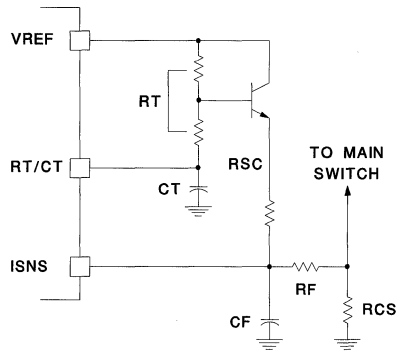 VREF
RT
RT/CT
RSC
TO MAIN
SWITCH
CT
ISNS
RF
CF
RCS